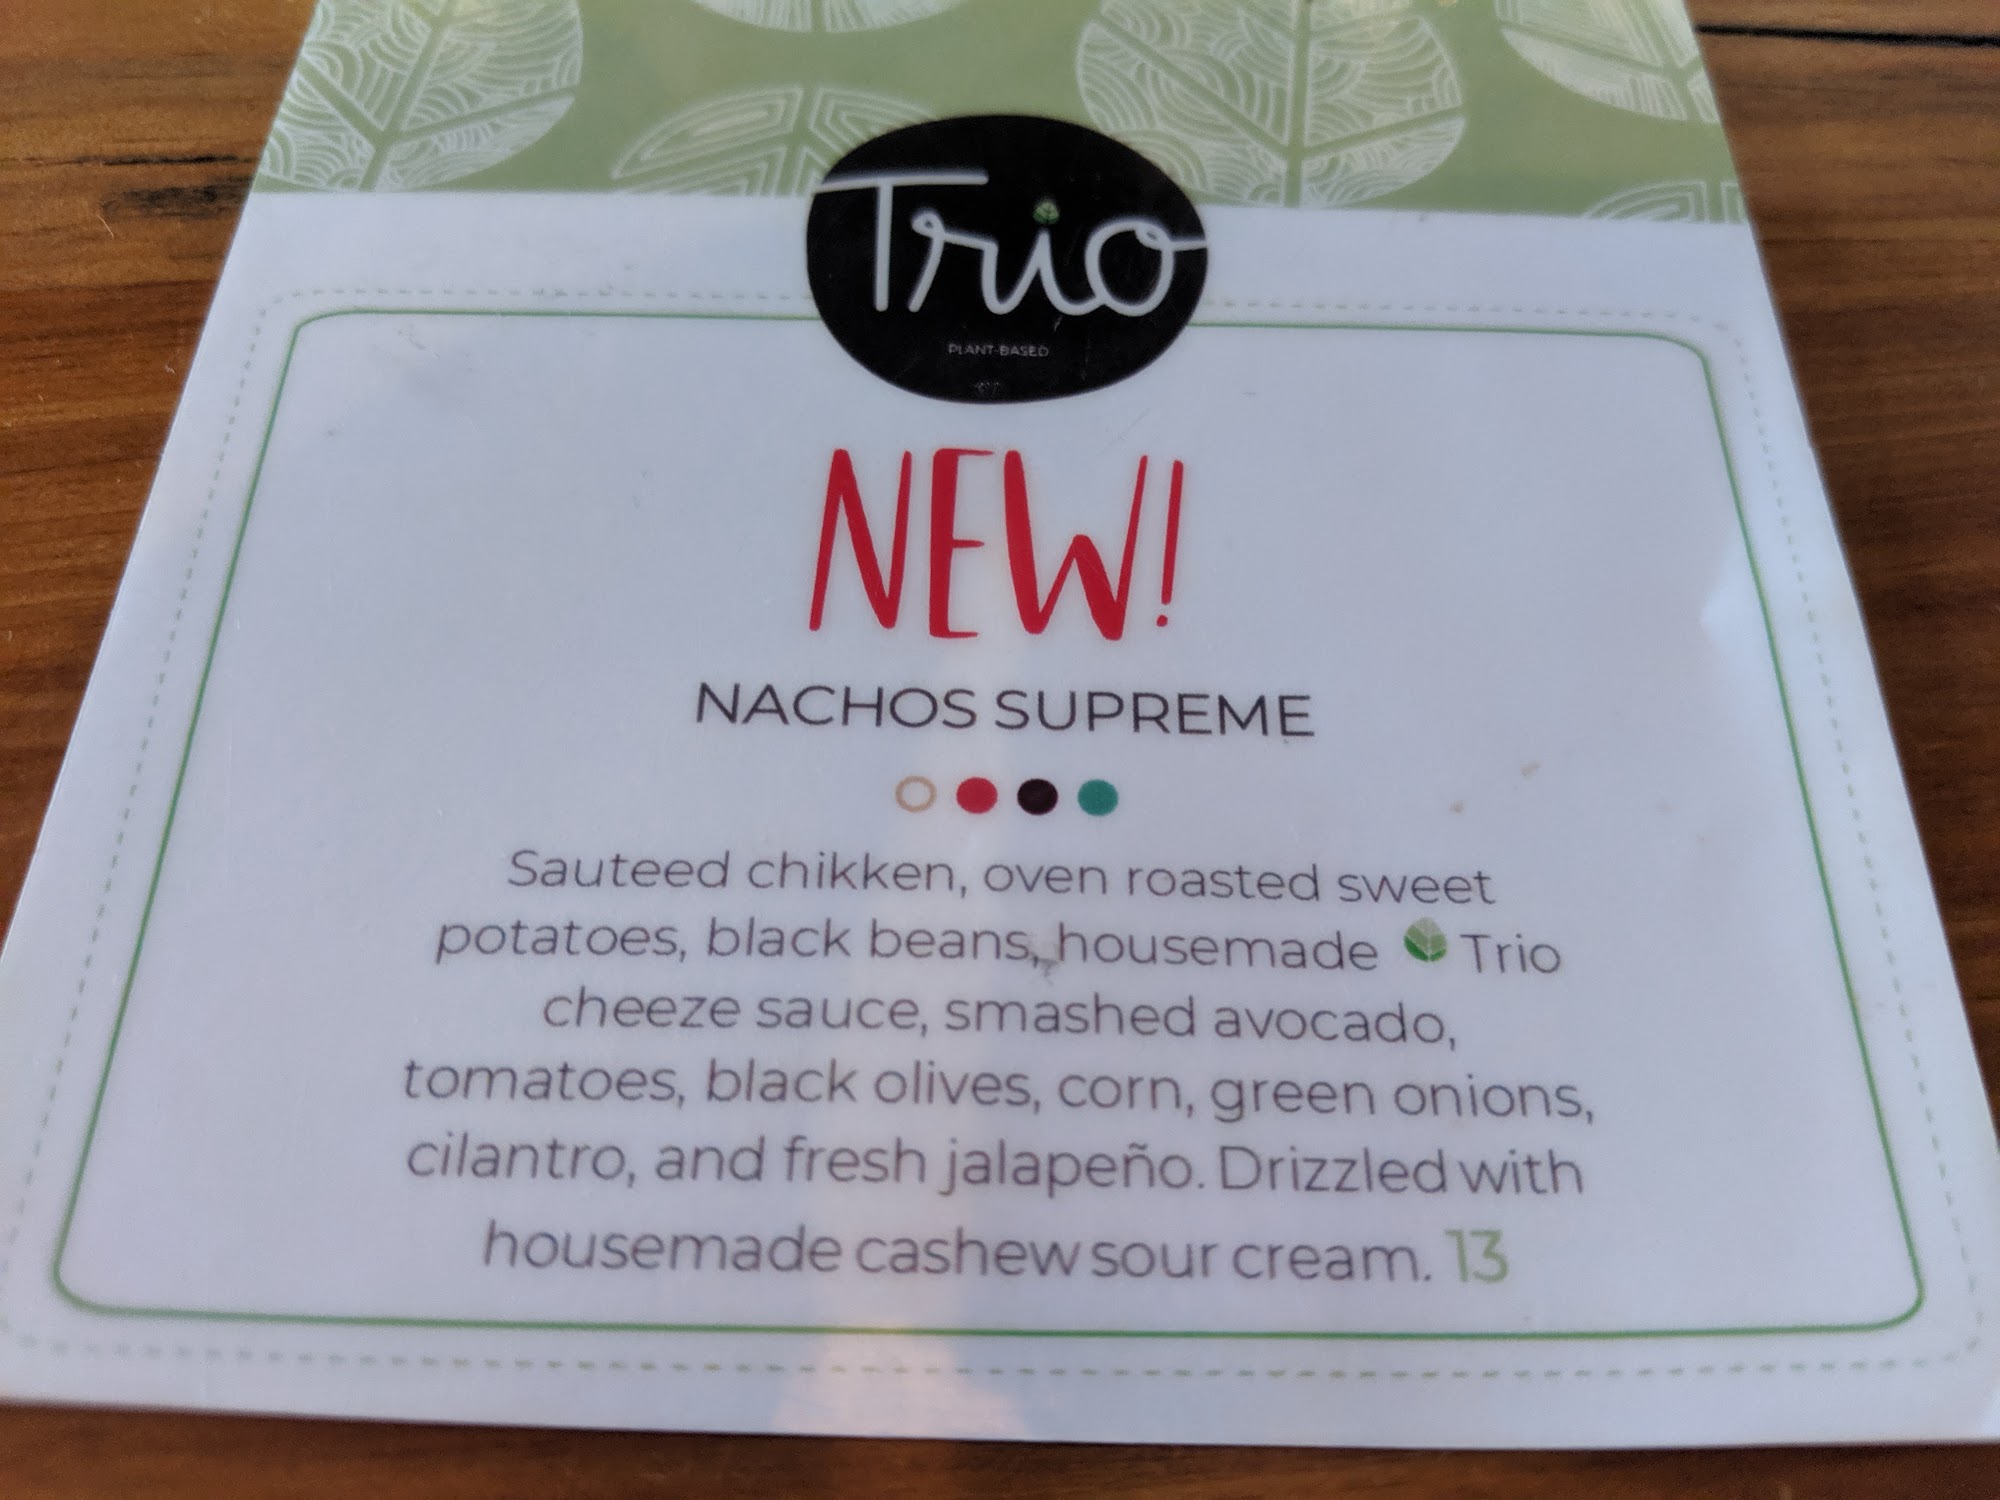 Trio
PLANT-BASED
NEW!
NACHOS SUPREME
Sauteed chikken, oven roasted sweet
potatoes, black beans, housemade Trio
cheeze sauce, smashed avocado,
tomatoes, black olives, corn, green onions,
cilantro, and fresh jalapeño. Drizzled with
housemade cashew sour cream. 13